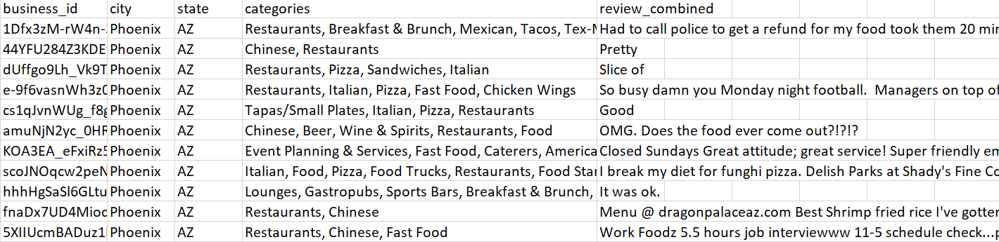 business_id city state categories review_combined
1Dfx3zM-rW4n- Phoenix AZ Restaurants, Breakfast & Brunch, Mexican, Tacos, Tex- Had to call police to get a refund for my food took them 20
44YFU284Z3KDE Phoenix AZ Chinese, Restaurants Pretty
dUffgo9Lh_Vk9T Phoenix AZ Restaurants, Pizza, Sandwiches, Italian Slice of
e-9f6vasnWh3z Phoenix AZ Restaurants, Italian, Pizza, Fast Food, Chicken Wings So busy damn you Monday night football.  Managers on top of
cs1qJvnWUg_f8 Phoenix AZ Tapas/Small Plates, Italian, Pizza, Restaurants Good
amuNjN2yc_0H Phoenix AZ Chinese, Beer, Wine & Spirits, Restaurants, Food OMG. Does the food ever come out?!?!?
KOA3EA_eFxiRz Phoenix AZ Event Planning & Services, Fast Food, Caterers, America Closed Sundays Great attitude; great service! Super friendly em
scoJNOqcw2pe Phoenix AZ Italian, Food, Pizza, Food Trucks, Restaurants, Food Sta I break my diet for funghi pizza. Delish Parks at Shady's Fine Co
hhhHgSaSl6GLtu Phoenix AZ Lounges, Gastropubs, Sports Bars, Breakfast & Brunch, It was ok.
fnaDx7UD4Mio Phoenix AZ Restaurants, Chinese Menu @ dragonpalaceaz.com Best Shrimp fried rice I've gotten
5XIIUcmBADuz1 Phoenix AZ Restaurants, Chinese, Fast Food Work Foodz 5.5 hours job interviewww 11-5 schedule check...